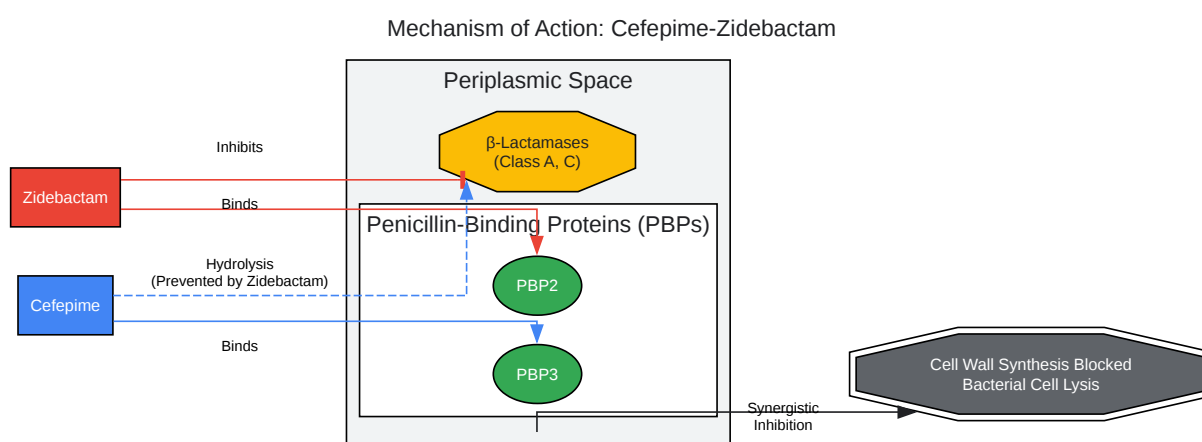 Mechanism of Action: Cefepime-Zidebactam
Periplasmic Space
β-Lactamases
(Class A, C)
Inhibits
Zidebactam
Binds
Penicillin-Binding Proteins (PBPs)
Hydrolysis
(Prevented by Zidebactam)
Cefepime
PBP2
Binds
PBP3
Cell Wall Synthesis Blocked
Bacterial Cell Lysis
Synergistic
Inhibition